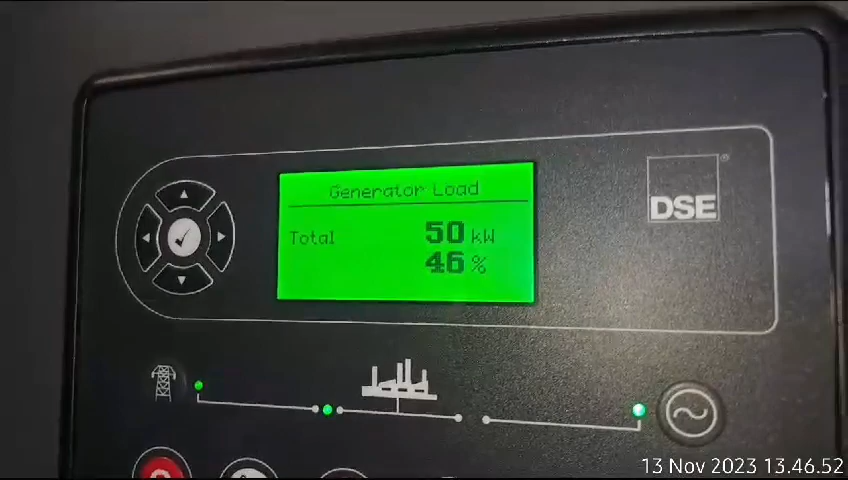 Generator Load
Total 50 kW
46 %
DSE®
13 Nov 2023 13.46.52